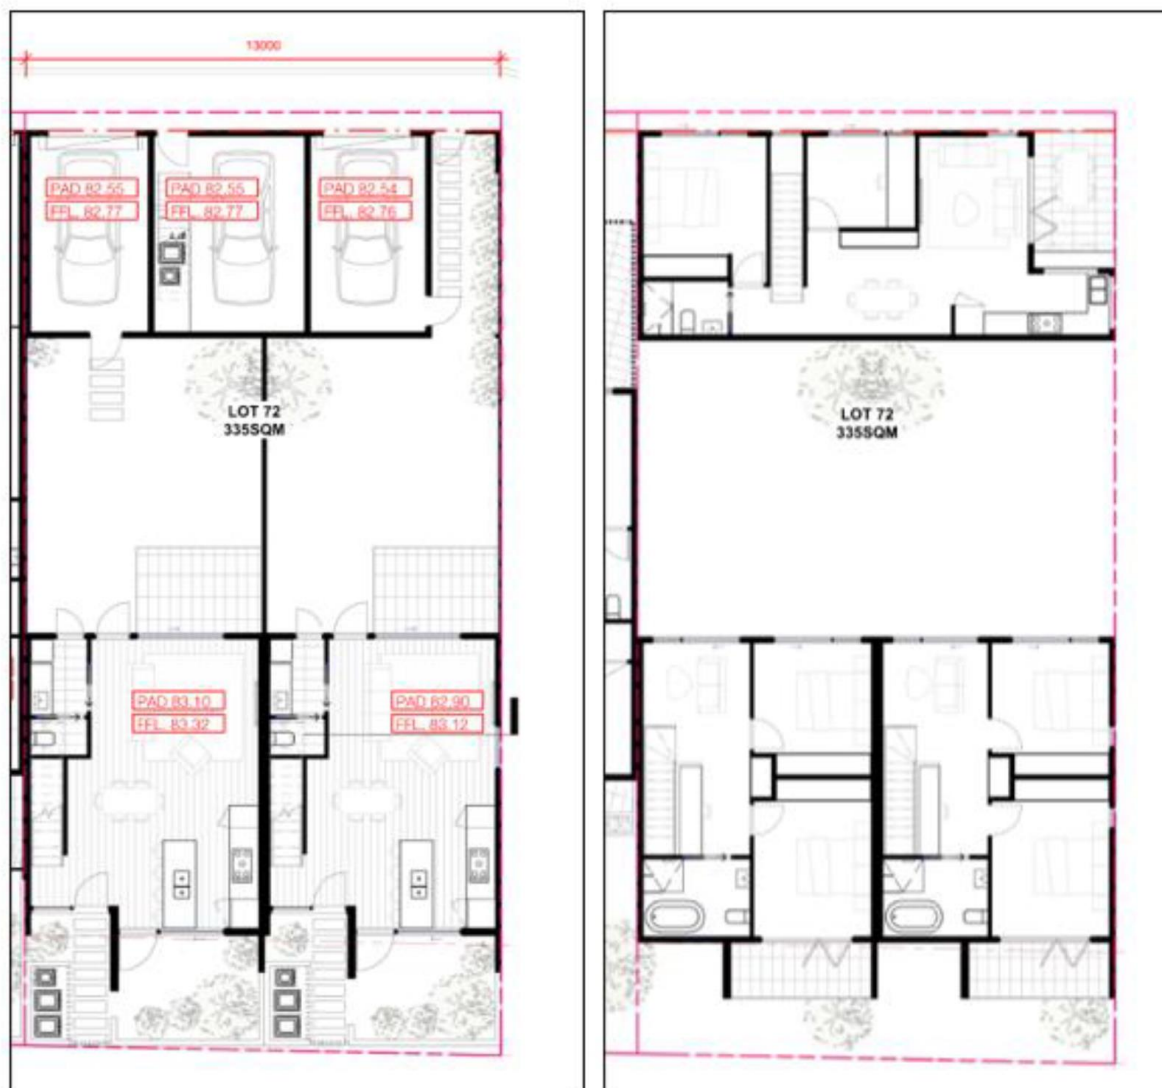 13000
PAD 82.55
FFL. 82.77
PAD 82.55
FFL. 82.77
PAD 82.54
FFL. 82.76
LOT 72
335SQM
PAD 83.10
FFL. 83.32
PAD 82.90
FFL. 83.12
LOT 72
335SQM